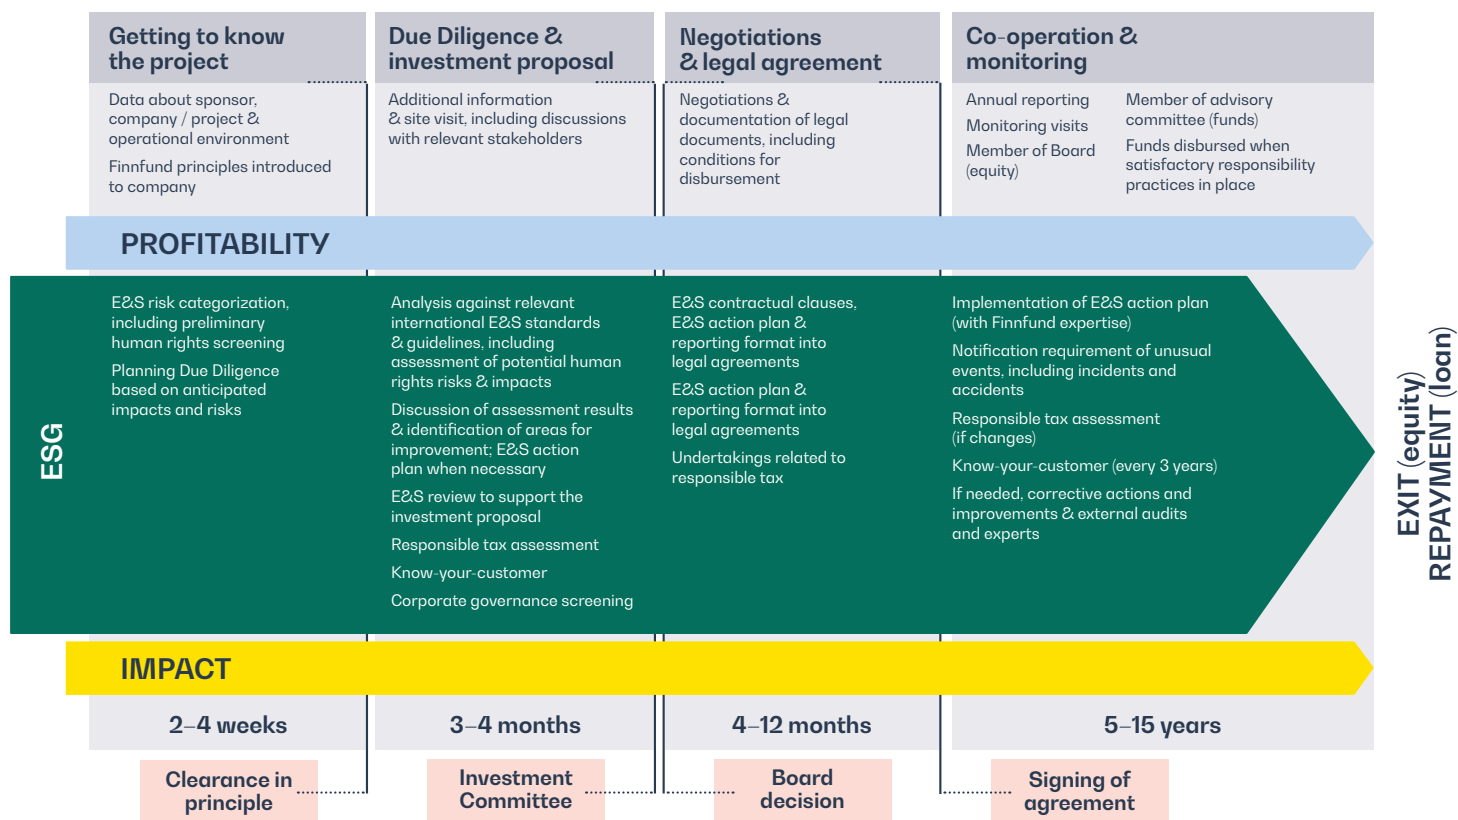 Getting to know
the project
Data about sponsor,
company / project &
operational environment
Finnfund principles introduced
to company
Due Diligence &
investment proposal
Additional information
& site visit, including discussions
with relevant stakeholders
Negotiations
& legal agreement
Negotiations &
documentation of legal
documents, including
conditions for
disbursement
Co-operation &
monitoring
Annual reporting
Monitoring visits
Member of Board
(equity)
Member of advisory
committee (funds)
Funds disbursed when
satisfactory responsibility
practices in place
PROFITABILITY
ESG
E&S risk categorization,
including preliminary
human rights screening
Planning Due Diligence
based on anticipated
impacts and risks
Analysis against relevant
international E&S standards
& guidelines, including
assessment of potential human
rights risks & impacts
Discussion of assessment results
& identification of areas for
improvement; E&S action
plan when necessary
E&S review to support the
investment proposal
Responsible tax assessment
Know-your-customer
Corporate governance screening
E&S contractual clauses,
E&S action plan &
reporting format into
legal agreements
E&S action plan &
reporting format into
legal agreements
Undertakings related to
responsible tax
Implementation of E&S action plan
(with Finnfund expertise)
Notification requirement of unusual
events, including incidents and
accidents
Responsible tax assessment
(if changes)
Know-your-customer (every 3 years)
If needed, corrective actions and
improvements & external audits
and experts
EXIT (equity)
REPAYMENT (loan)
IMPACT
2–4 weeks
3–4 months
4–12 months
5–15 years
Clearance in
principle
Investment
Committee
Board
decision
Signing of
agreement